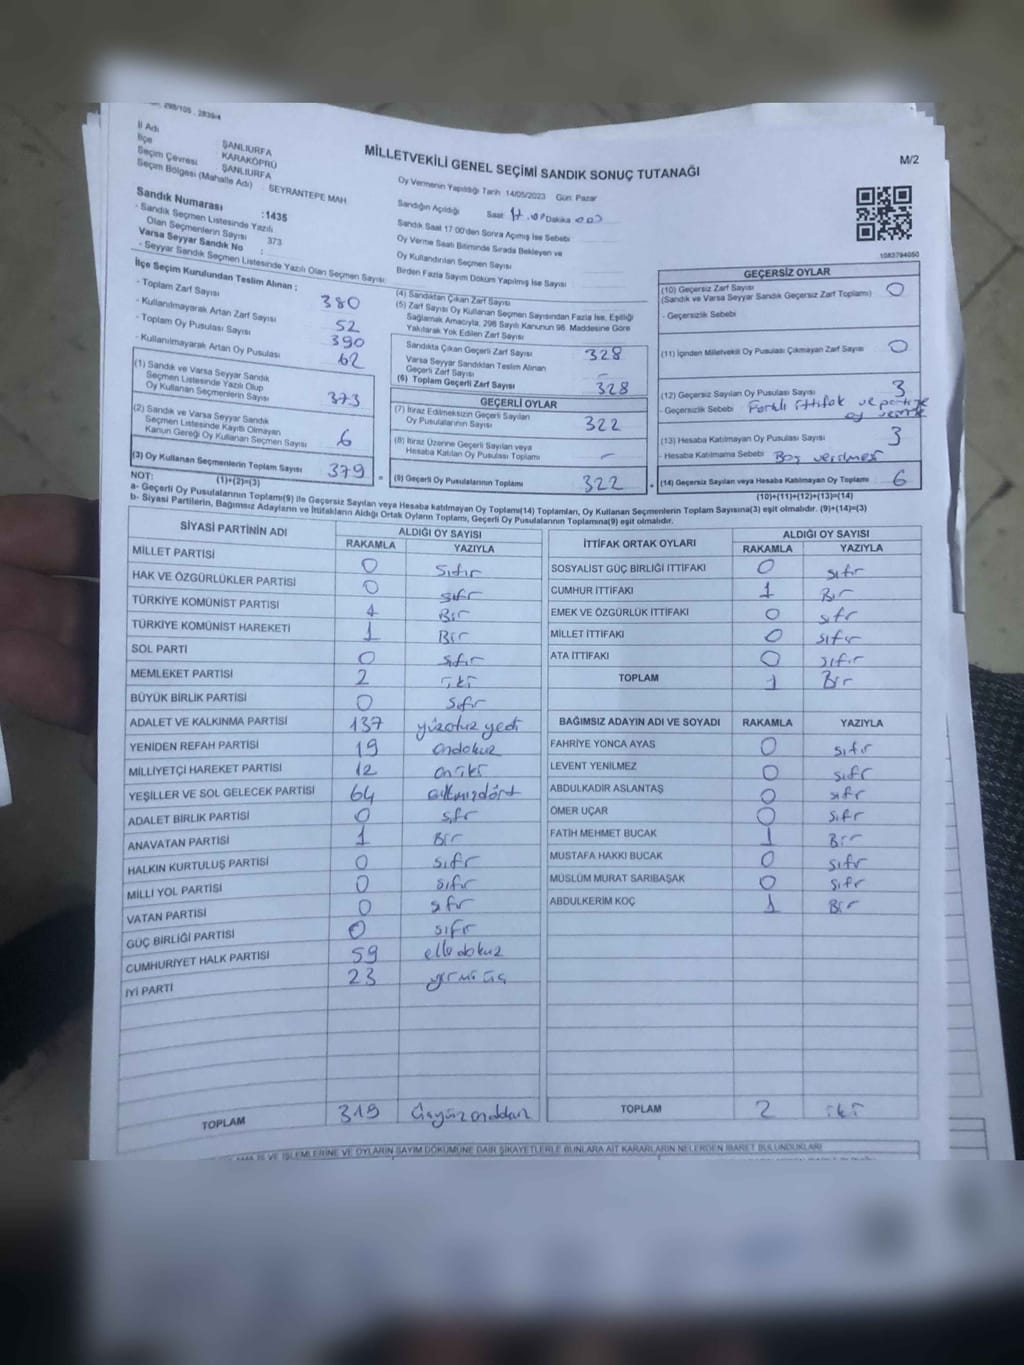 298/105 . 2839/4
İl Adı : ŞANLIURFA
İlçe : KARAKÖPRÜ
Seçim Çevresi : ŞANLIURFA
Seçim Bölgesi (Mahalle Adı) : SEYRANTEPE MAH
MİLLETVEKİLİ GENEL SEÇİMİ SANDIK SONUÇ TUTANAĞI
M/2
Sandık Numarası :1435
- Sandık Seçmen Listesinde Yazılı
Olan Seçmenlerin Sayısı 373
Varsa Seyyar Sandık No :
- Seyyar Sandık Seçmen Listesinde Yazılı Olan Seçmen Sayısı:
Oy Vermenin Yapıldığı Tarih 14/05/2023 Gün: Pazar
Sandığın Açıldığı Saat Dakika
Sandık Saat 17:00'den Sonra Açılmış İse Sebebi
Oy Verme Saati Bitiminde Sırada Bekleyen ve
Oy Kullandırılan Seçmen Sayısı
Birden Fazla Sayım Döküm Yapılmış İse Sayısı
1083794050
İlçe Seçim Kurulundan Teslim Alınan ;
- Toplam Zarf Sayısı 380
- Kullanılmayarak Artan Zarf Sayısı 52
- Toplam Oy Pusulası Sayısı 390
- Kullanılmayarak Artan Oy Pusulası 62
(1) Sandık ve Varsa Seyyar Sandık
Seçmen Listesinde Yazılı Olup
Oy Kullanan Seçmenlerin Sayısı 373
(2) Sandık ve Varsa Seyyar Sandık
Seçmen Listesinde Kayıtlı Olmayan
Kanun Gereği Oy Kullanan Seçmen Sayısı 6
(3) Oy Kullanan Seçmenlerin Toplam Sayısı 379
(1)+(2)=(3)
(4) Sandıktan Çıkan Zarf Sayısı
(5) Zarf Sayısı Oy Kullanan Seçmen Sayısından Fazla İse, Eşitliği
Sağlamak Amacıyla, 298 Sayılı Kanunun 98. Maddesine Göre
Yakılarak Yok Edilen Zarf Sayısı
Sandıkta Çıkan Geçerli Zarf Sayısı 328
Varsa Seyyar Sandıktan Teslim Alınan
Geçerli Zarf Sayısı -
(6) Toplam Geçerli Zarf Sayısı 328
GEÇERLİ OYLAR
(7) İtiraz Edilmeksizin Geçerli Sayılan
Oy Pusulalarının Sayısı 322
(8) İtiraz Üzerine Geçerli Sayılan veya
Hesaba Katılan Oy Pusulası Toplamı -
= (9) Geçerli Oy Pusulalarının Toplamı 322
GEÇERSİZ OYLAR
(10) Geçersiz Zarf Sayısı 0
(Sandık ve Varsa Seyyar Sandık Geçersiz Zarf Toplamı)
- Geçersizlik Sebebi
(11) İçinden Milletvekili Oy Pusulası Çıkmayan Zarf Sayısı 0
(12) Geçersiz Sayılan Oy Pusulası Sayısı 3
- Geçersizlik Sebebi Farklı ittifak ve partiye
oy verme
(13) Hesaba Katılmayan Oy Pusulası Sayısı 3
- Hesaba Katılmama Sebebi Boş verilmesi
+ (14) Geçersiz Sayılan veya Hesaba Katılmayan Oy Toplamı 6
(10)+(11)+(12)+(13)=(14)
NOT:
a- Geçerli Oy Pusulalarının Toplamı(9) ile Geçersiz Sayılan veya Hesaba katılmayan Oy Toplamı(14) Toplamları, Oy Kullanan Seçmenlerin Toplam Sayısına(3) eşit olmalıdır. (9)+(14)=(3)
b- Siyasi Partilerin, Bağımsız Adayların ve İttifakların Aldığı Ortak Oyların Toplamı, Geçerli Oy Pusulalarının Toplamına(9) eşit olmalıdır.
SİYASİ PARTİNİN ADI ALDIĞI OY SAYISI
RAKAMLA YAZIYLA
MİLLET PARTİSİ 0 sıfır
HAK VE ÖZGÜRLÜKLER PARTİSİ 0 sıfır
TÜRKİYE KOMÜNİST PARTİSİ 1 Bir
TÜRKİYE KOMÜNİST HAREKETİ 1 Bir
SOL PARTİ 0 sıfır
MEMLEKET PARTİSİ 2 iki
BÜYÜK BİRLİK PARTİSİ 0 sıfır
ADALET VE KALKINMA PARTİSİ 137 yüzotuz yedi
YENİDEN REFAH PARTİSİ 19 ondokuz
MİLLİYETÇİ HAREKET PARTİSİ 12 oniki
YEŞİLLER VE SOL GELECEK PARTİSİ 64 altmışdört
ADALET BİRLİK PARTİSİ 0 sıfır
ANAVATAN PARTİSİ 1 Bir
HALKIN KURTULUŞ PARTİSİ 0 sıfır
MİLLİ YOL PARTİSİ 0 sıfır
VATAN PARTİSİ 0 sıfır
GÜÇ BİRLİĞİ PARTİSİ 0 sıfır
CUMHURİYET HALK PARTİSİ 59 ellidokuz
İYİ PARTİ 23 yirmi üç
TOPLAM 319 üçyüz ondokuz
İTTİFAK ORTAK OYLARI ALDIĞI OY SAYISI
RAKAMLA YAZIYLA
SOSYALİST GÜÇ BİRLİĞİ İTTİFAKI 0 sıfır
CUMHUR İTTİFAKI 1 Bir
EMEK VE ÖZGÜRLÜK İTTİFAKI 0 sıfır
MİLLET İTTİFAKI 0 sıfır
ATA İTTİFAKI 0 sıfır
TOPLAM 1 Bir
BAĞIMSIZ ADAYIN ADI VE SOYADI RAKAMLA YAZIYLA
FAHRİYE YONCA AYAS 0 sıfır
LEVENT YENİLMEZ 0 sıfır
ABDULKADİR ASLANTAŞ 0 sıfır
ÖMER UÇAR 0 sıfır
FATİH MEHMET BUCAK 1 Bir
MUSTAFA HAKKI BUCAK 0 sıfır
MÜSLÜM MURAT SARIBAŞAK 0 sıfır
ABDULKERİM KOÇ 1 Bir
TOPLAM 2 iki
VE İŞLEMLERİNE VE OYLARIN SAYIM DÖKÜMÜNE DAİR ŞİKAYETLERLE BUNLARA AİT KARARLARIN NELERDEN İBARET BULUNDUKLARI